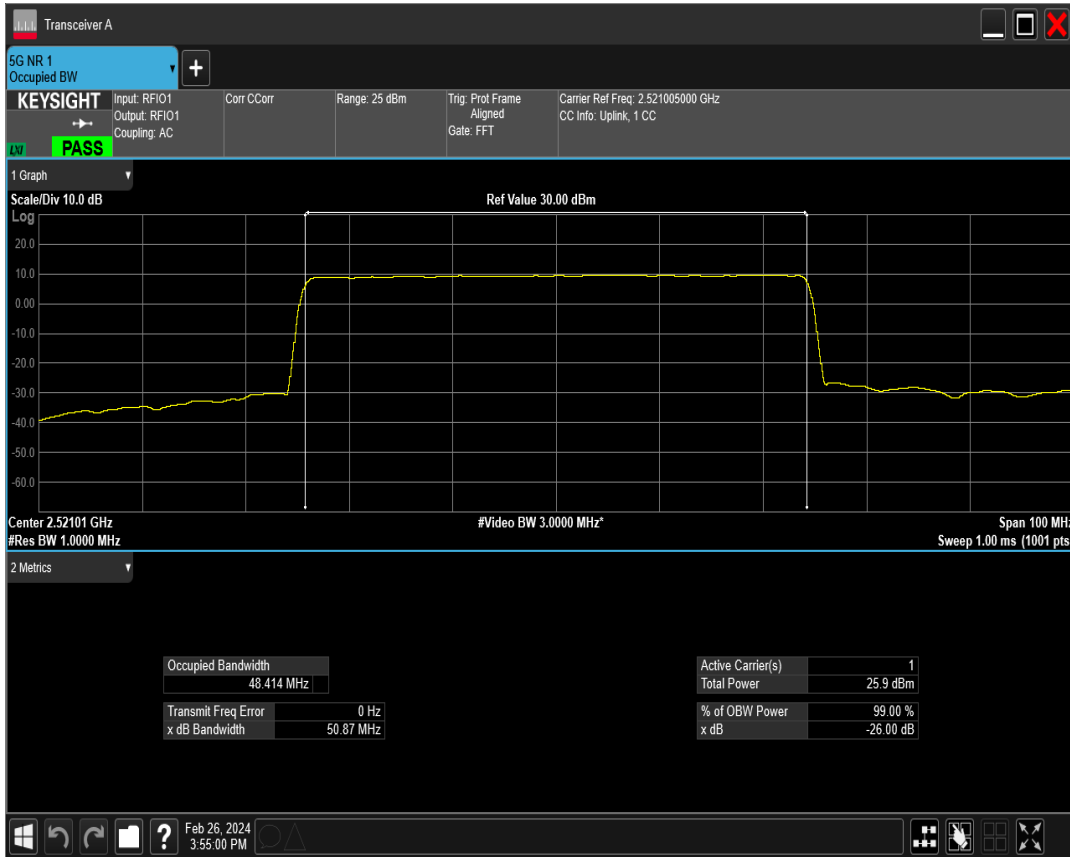 Transceiver A
5G NR 1
Occupied BW
KEYSIGHT
LXI
PASS
Input: RFIO1
Output: RFIO1
Coupling: AC
Corr CCorr
Range: 25 dBm
Trig: Prot Frame
Aligned
Gate: FFT
Carrier Ref Freq: 2.521005000 GHz
CC Info: Uplink, 1 CC
1 Graph
Scale/Div 10.0 dB
Ref Value 30.00 dBm
Log
20.0
10.0
0.00
-10.0
-20.0
-30.0
-40.0
-50.0
-60.0
Center 2.52101 GHz
#Video BW 3.0000 MHz*
Span 100 MHz
#Res BW 1.0000 MHz
Sweep 1.00 ms (1001 pts
2 Metrics
Occupied Bandwidth
48.414 MHz
Transmit Freq Error 0 Hz
x dB Bandwidth 50.87 MHz
Active Carrier(s) 1
Total Power 25.9 dBm
% of OBW Power 99.00 %
x dB -26.00 dB
?
Feb 26, 2024
3:55:00 PM